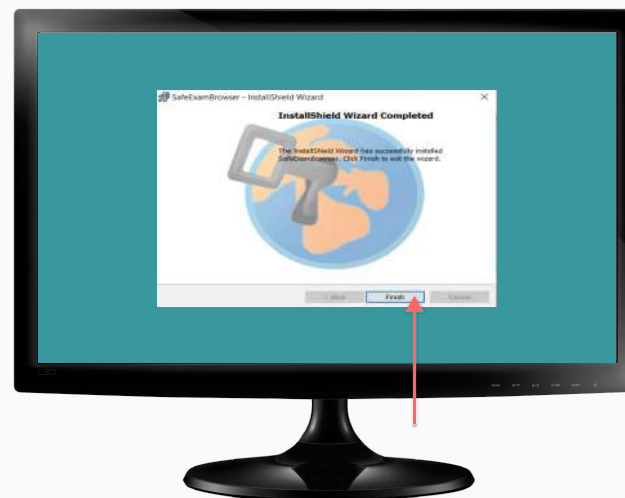 SafeExamBrowser - InstallShield Wizard
InstallShield Wizard Completed
The InstallShield Wizard has successfully installed
SafeExamBrowser. Click Finish to exit the wizard.
< Back
Finish
Cancel
LED